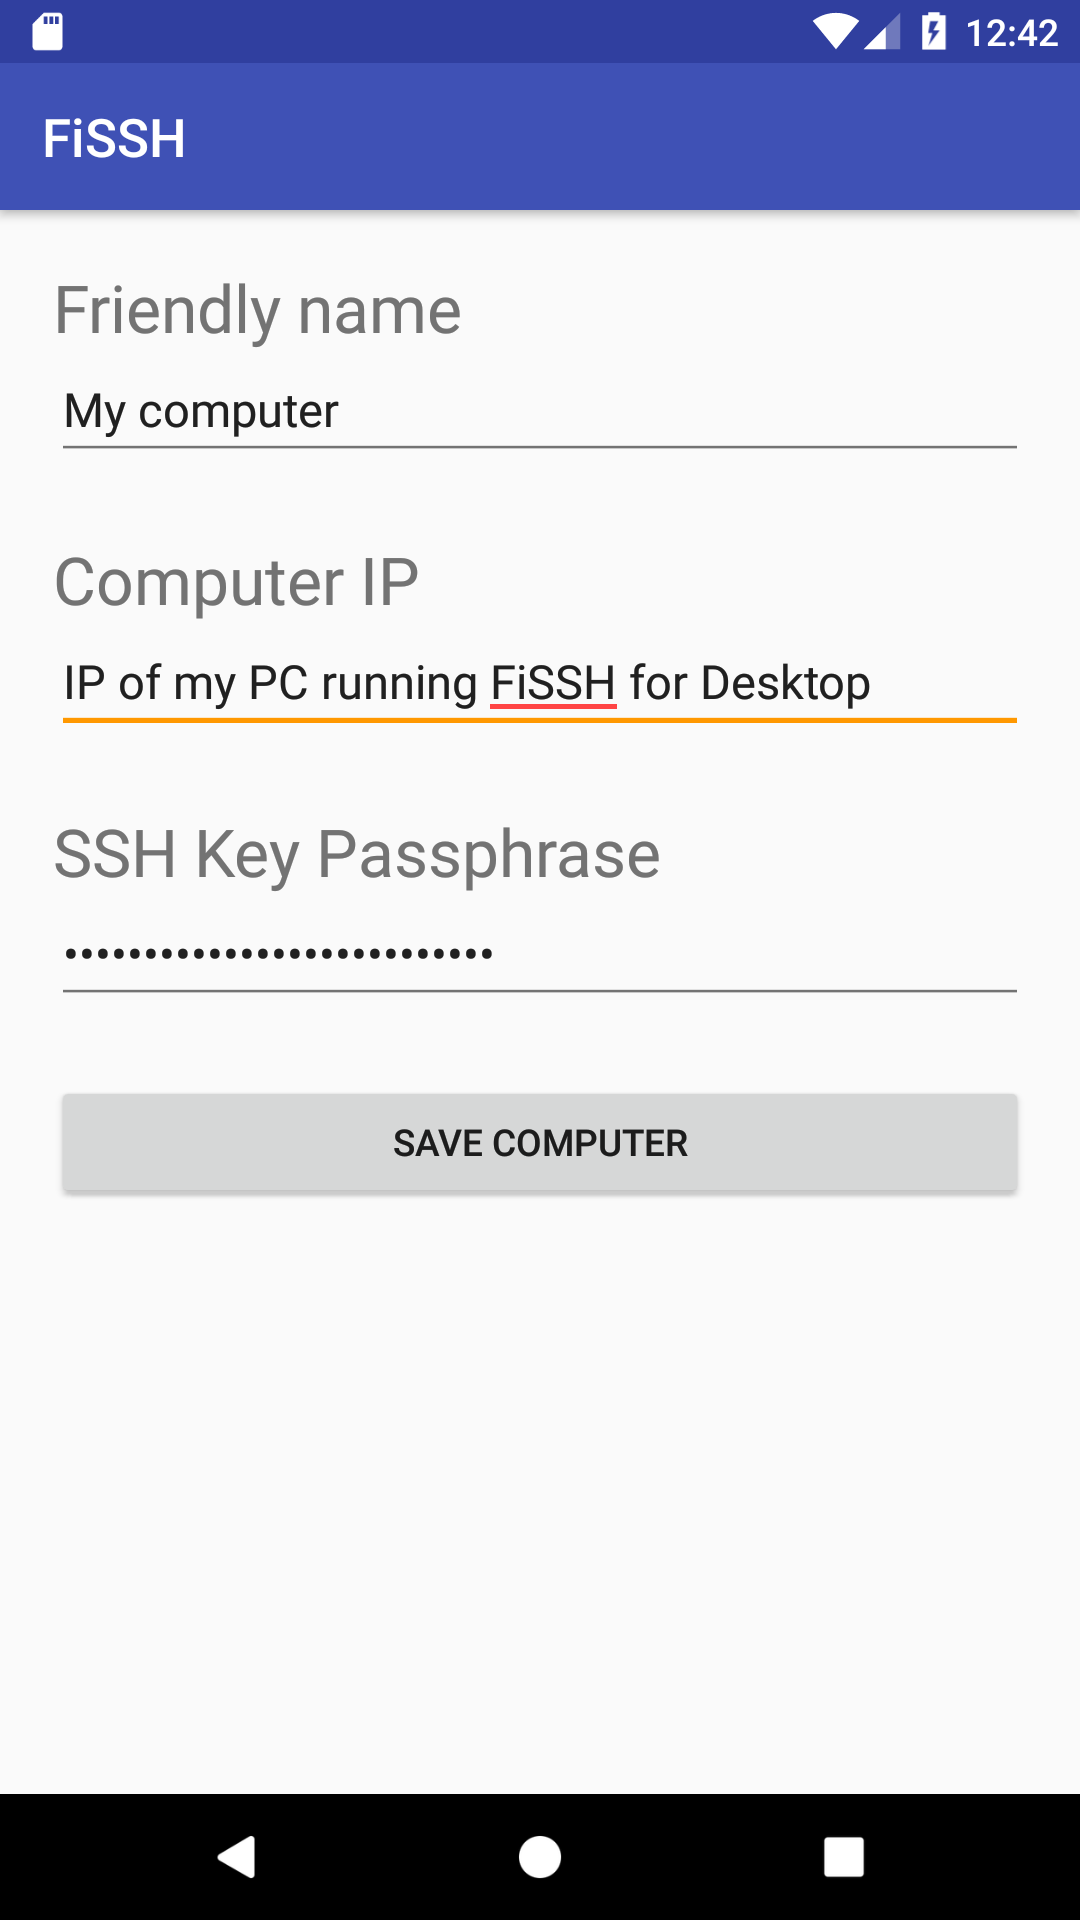 12:42
FiSSH
Friendly name
My computer
Computer IP
IP of my PC running FiSSH for Desktop
SSH Key Passphrase
•••••••••••••••••••••••••••
SAVE COMPUTER